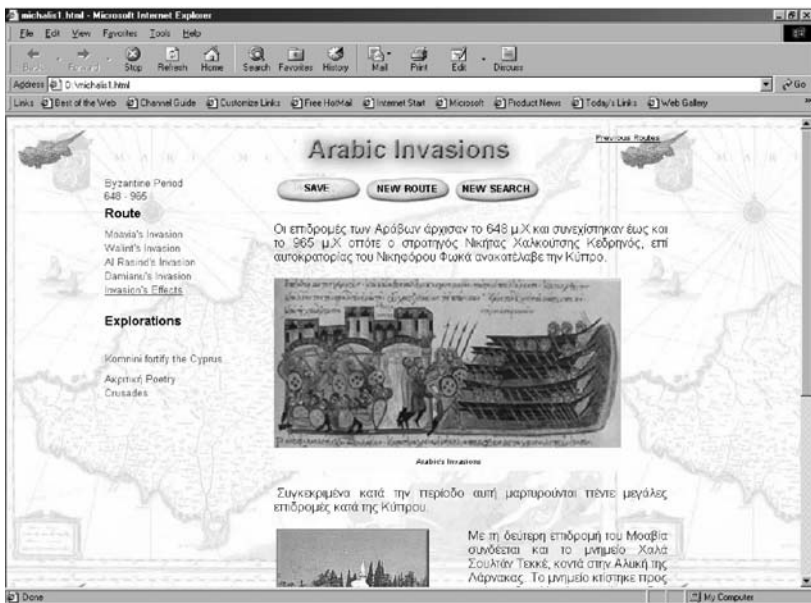 michalis1.html - Microsoft Internet Explorer
File Edit View Favorites Tools Help
Back Forward Stop Refresh Home Search Favorites History Mail Print Edit Discuss
Address D:\michalis1.html Go
Links Best of the Web Channel Guide Customize Links Free HotMail Internet Start Microsoft Product News Today's Links Web Gallery
Previous Routes
Arabic Invasions
SAVE NEW ROUTE NEW SEARCH
Byzantine Period
648 - 965
Route
Moavia's Invasion
Walint's Invasion
Al Rasind's Invasion
Damianu's Invasion
Invasion's Effects
Explorations
Komnini fortify the Cyprus
Ακριτική Poetry
Crusades
Οι επιδρομές των Αράβων άρχισαν το 648 μ.Χ και συνεχίστηκαν έως και
το 965 μ.Χ οπότε ο στρατηγός Νικήτας Χαλκούτσης Κεδρηνός, επί
αυτοκρατορίας του Νικηφόρου Φωκά ανακατέλαβε την Κύπρο.
Arabic's Invasions
Συγκεκριμένα κατά την περίοδο αυτή μαρτυρούνται πέντε μεγάλες
επιδρομές κατά της Κύπρου.
Με τη δεύτερη επιδρομή του Μοαβία
συνδέεται και το μνημείο Χαλά
Σουλτάν Τεκκέ, κοντά στην Αλυκή της
Λάρνακας. Το μνημείο κτίστηκε προς
Done My Computer